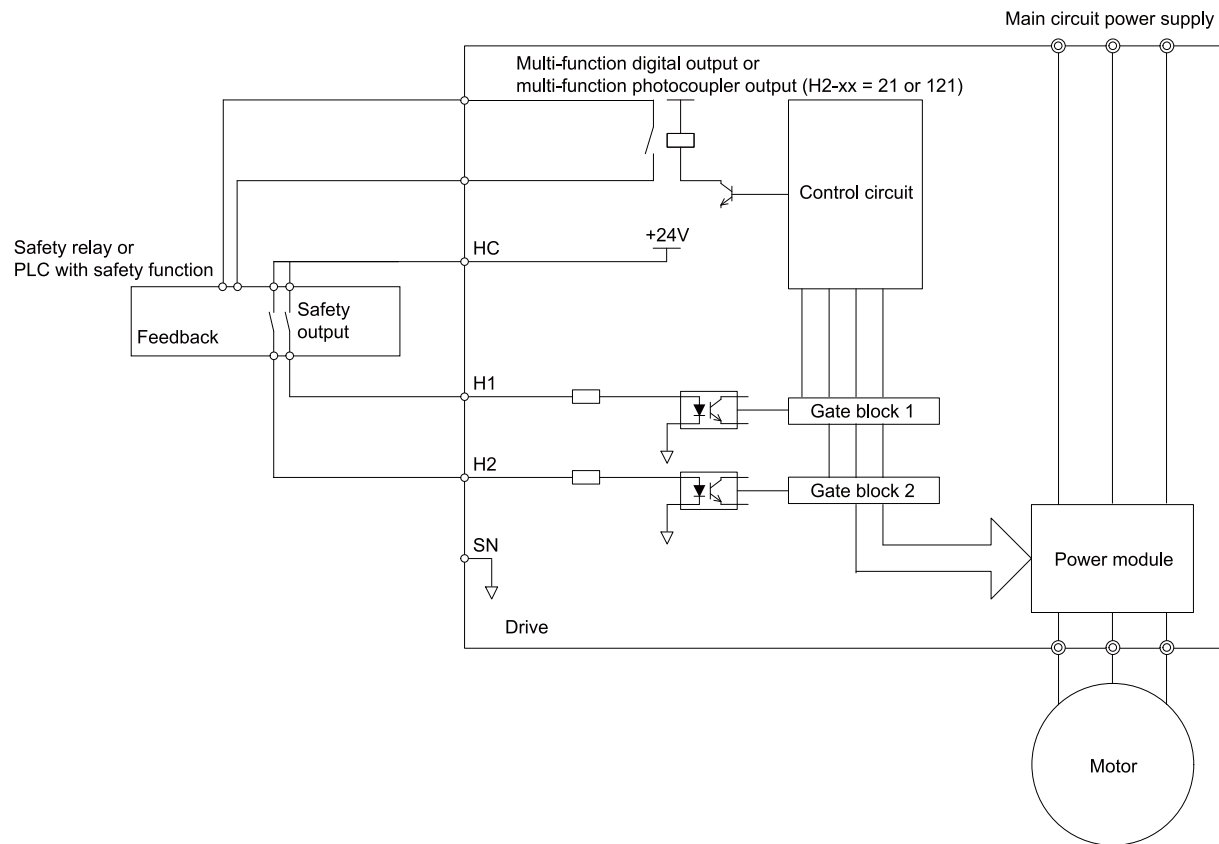 Main circuit power supply
Multi-function digital output or
multi-function photocoupler output (H2-xx = 21 or 121)
Control circuit
+24V
HC
Safety relay or
PLC with safety function
Safety
output
Feedback
H1
Gate block 1
H2
Gate block 2
SN
Power module
Drive
Motor